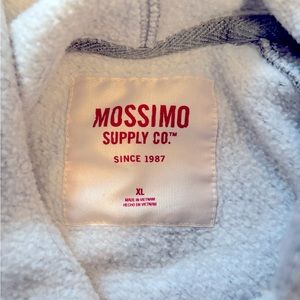 MOSSIMO
SUPPLY CO.™
SINCE 1987
XL
MADE IN VIETNAM
HECHO EN VIETNAM